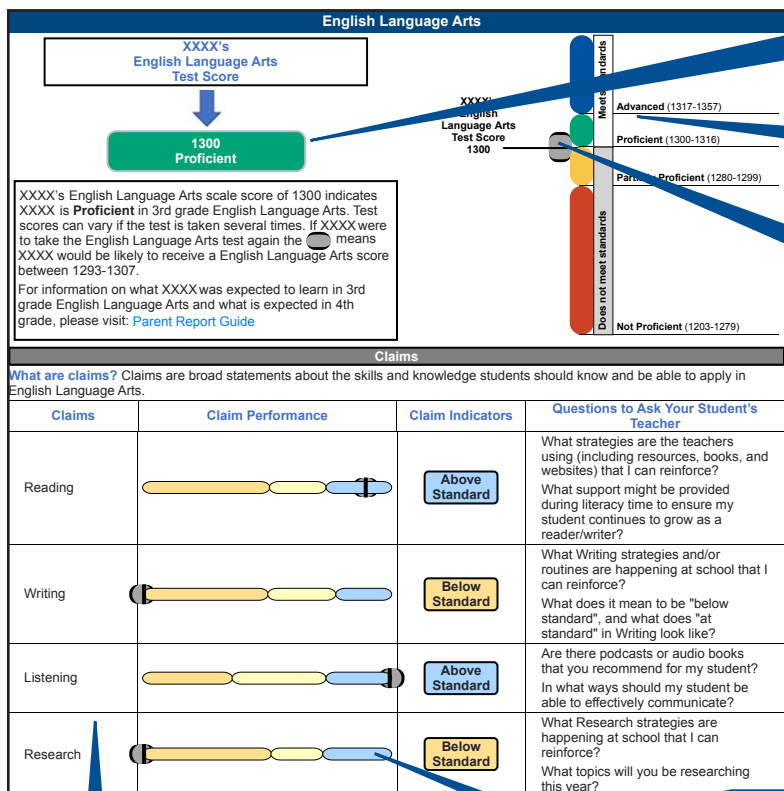 English Language Arts
XXXX's
English Language Arts
Test Score
1300
Proficient
XXXX's English Language Arts scale score of 1300 indicates
XXXX is Proficient in 3rd grade English Language Arts. Test
scores can vary if the test is taken several times. If XXXX were
to take the English Language Arts test again the means
XXXX would be likely to receive a English Language Arts score
between 1293-1307.
For information on what XXXX was expected to learn in 3rd
grade English Language Arts and what is expected in 4th
grade, please visit: Parent Report Guide
XXXX's
English
Language Arts
Test Score
1300
Meets standards
Does not meet standards
Advanced (1317-1357)
Proficient (1300-1316)
Partially Proficient (1280-1299)
Not Proficient (1203-1279)
Claims
What are claims? Claims are broad statements about the skills and knowledge students should know and be able to apply in
English Language Arts.
Claims
Claim Performance
Claim Indicators
Questions to Ask Your Student's
Teacher
Reading
Above
Standard
What strategies are the teachers
using (including resources, books, and
websites) that I can reinforce?
What support might be provided
during literacy time to ensure my
student continues to grow as a
reader/writer?
Writing
Below
Standard
What Writing strategies and/or
routines are happening at school that I
can reinforce?
What does it mean to be "below
standard", and what does "at
standard" in Writing look like?
Listening
Above
Standard
Are there podcasts or audio books
that you recommend for my student?
In what ways should my student be
able to effectively communicate?
Research
Below
Standard
What Research strategies are
happening at school that I can
reinforce?
What topics will you be researching
this year?